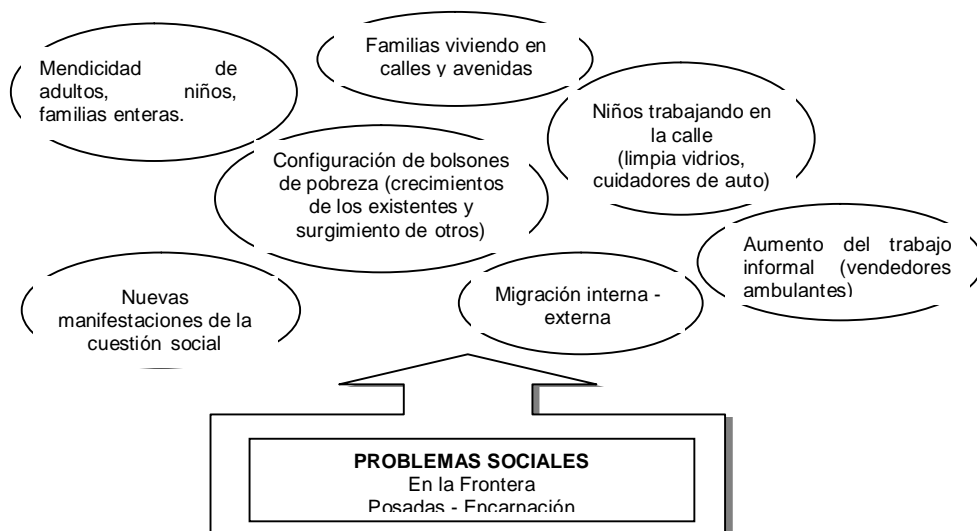 Familias viviendo en
calles y avenidas
Mendicidad de
adultos, niños,
familias enteras.
Niños trabajando en
la calle
(limpia vidrios,
cuidadores de auto)
Configuración de bolsones
de pobreza (crecimientos
de los existentes y
surgimiento de otros)
Aumento del trabajo
informal (vendedores
ambulantes)
Nuevas
manifestaciones de la
cuestión social
Migración interna -
externa
PROBLEMAS SOCIALES
En la Frontera
Posadas - Encarnación